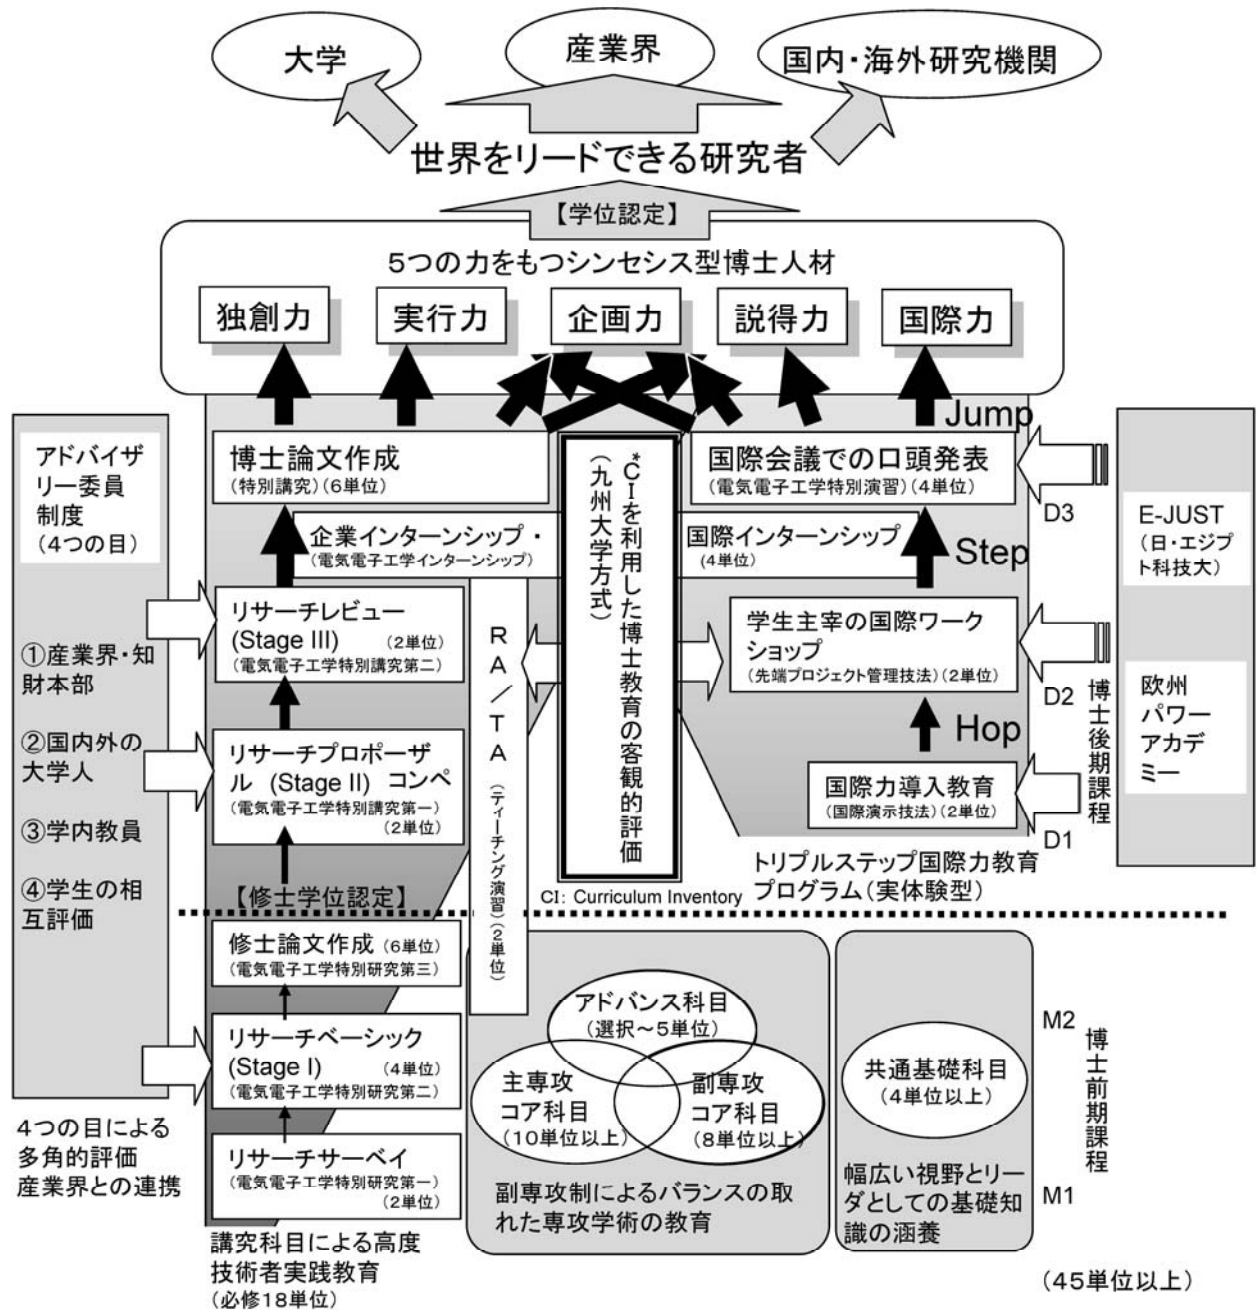 大学
産業界
国内・海外研究機関
世界をリードできる研究者
【学位認定】
5つの力をもつシンセシス型博士人材
独創力
実行力
企画力
説得力
国際力
Jump
博士論文作成
(特別講究)(6単位)
国際会議での口頭発表
(電気電子工学特別演習)(4単位)
企業インターンシップ・
(電気電子工学インターンシップ)
国際インターンシップ
(4単位)
Step
リサーチレビュー
(Stage III) (2単位)
(電気電子工学特別講究第二)
学生主宰の国際ワーク
ショップ
(先端プロジェクト管理技法)(2単位)
Hop
リサーチプロポーザ
ル (Stage II) コンペ
(電気電子工学特別講究第一)
(2単位)
国際力導入教育
(国際演示技法)(2単位)
*CIを利用した博士教育の客観的評価
(九州大学方式)
CI: Curriculum Inventory
RA/TA (ティーチング演習)(2単位)
トリプルステップ国際力教育
プログラム(実体験型)
【修士学位認定】
修士論文作成 (6単位)
(電気電子工学特別研究第三)
リサーチベーシック
(Stage I) (4単位)
(電気電子工学特別研究第二)
リサーチサーベイ
(電気電子工学特別研究第一)
(2単位)
講究科目による高度
技術者実践教育
(必修18単位)
アドバイザ
リー委員
制度
(4つの目)
①産業界・知
財本部
②国内外の
大学人
③学内教員
④学生の相
互評価
4つの目による
多角的評価
産業界との連携
アドバンス科目
(選択～5単位)
主専攻
コア科目
(10単位以上)
副専攻
コア科目
(8単位以上)
副専攻制によるバランスの取
れた専攻学術の教育
共通基礎科目
(4単位以上)
幅広い視野とリー
ダとしての基礎知
識の涵養
D3
D2
D1
博士後期課程
M2
M1
博士前期課程
E-JUST
(日・エジプ
ト科技大)
欧州
パワー
アカデ
ミー
(45単位以上)